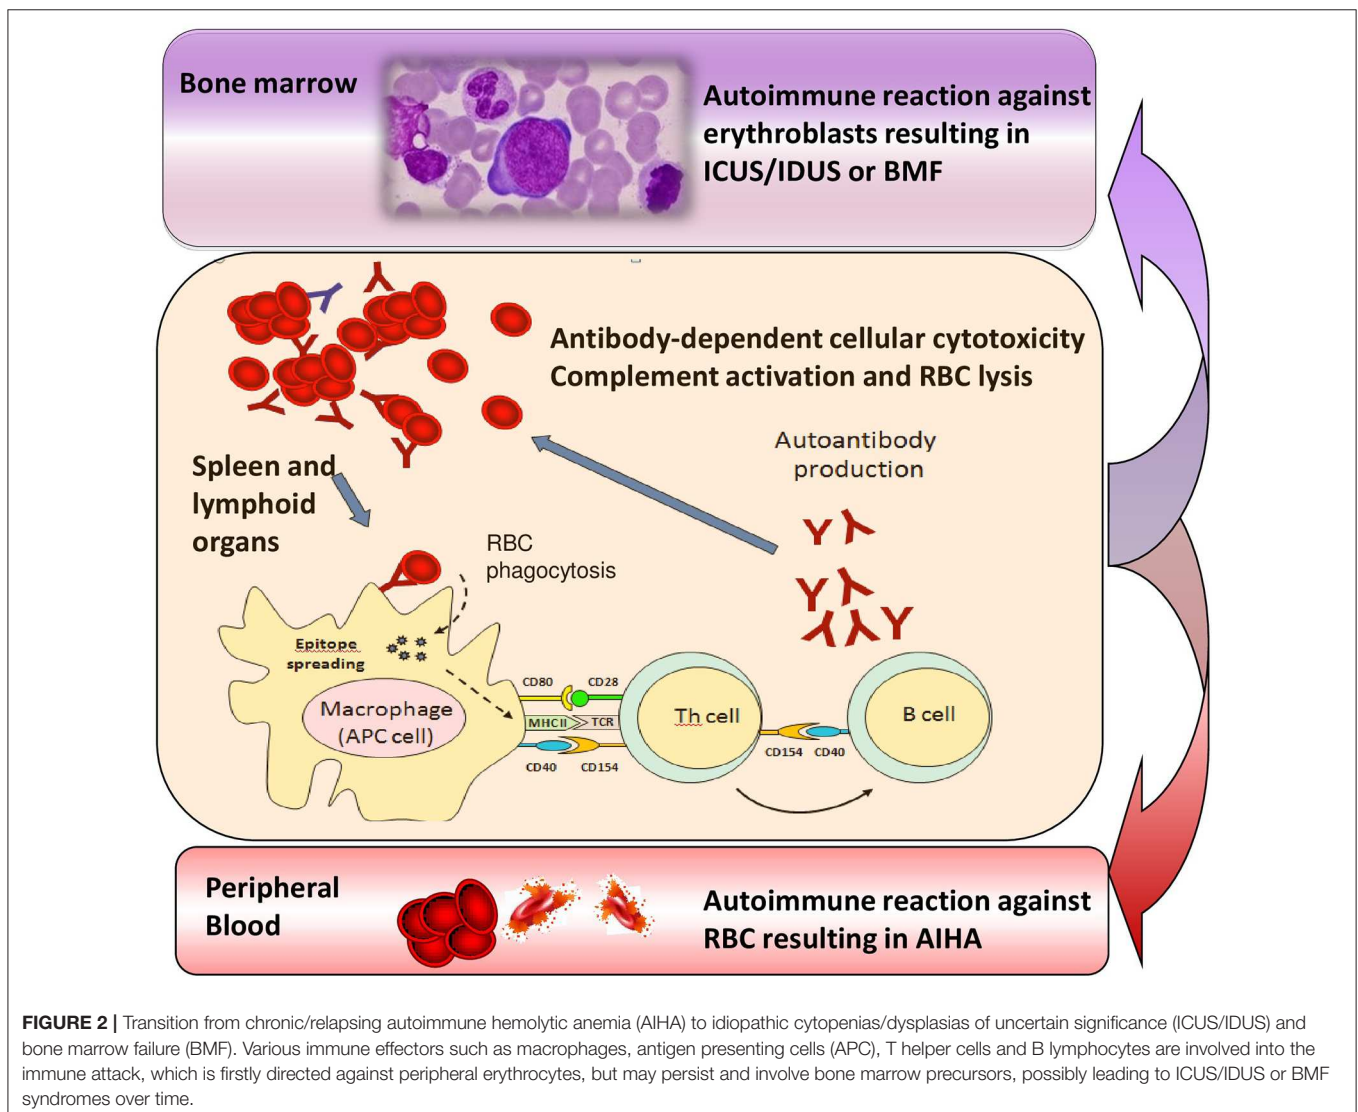 Bone marrow
Autoimmune reaction against
erythroblasts resulting in
ICUS/IDUS or BMF
Antibody-dependent cellular cytotoxicity
Complement activation and RBC lysis
Autoantibody
production
Spleen and
lymphoid
organs
RBC
phagocytosis
Epitope
spreading
Macrophage
(APC cell)
CD80
CD28
MHC II
TCR
CD40
CD154
Th cell
CD154
CD40
B cell
Peripheral
Blood
Autoimmune reaction against
RBC resulting in AIHA
FIGURE 2 | Transition from chronic/relapsing autoimmune hemolytic anemia (AIHA) to idiopathic cytopenias/dysplasias of uncertain significance (ICUS/IDUS) and
bone marrow failure (BMF). Various immune effectors such as macrophages, antigen presenting cells (APC), T helper cells and B lymphocytes are involved into the
immune attack, which is firstly directed against peripheral erythrocytes, but may persist and involve bone marrow precursors, possibly leading to ICUS/IDUS or BMF
syndromes over time.